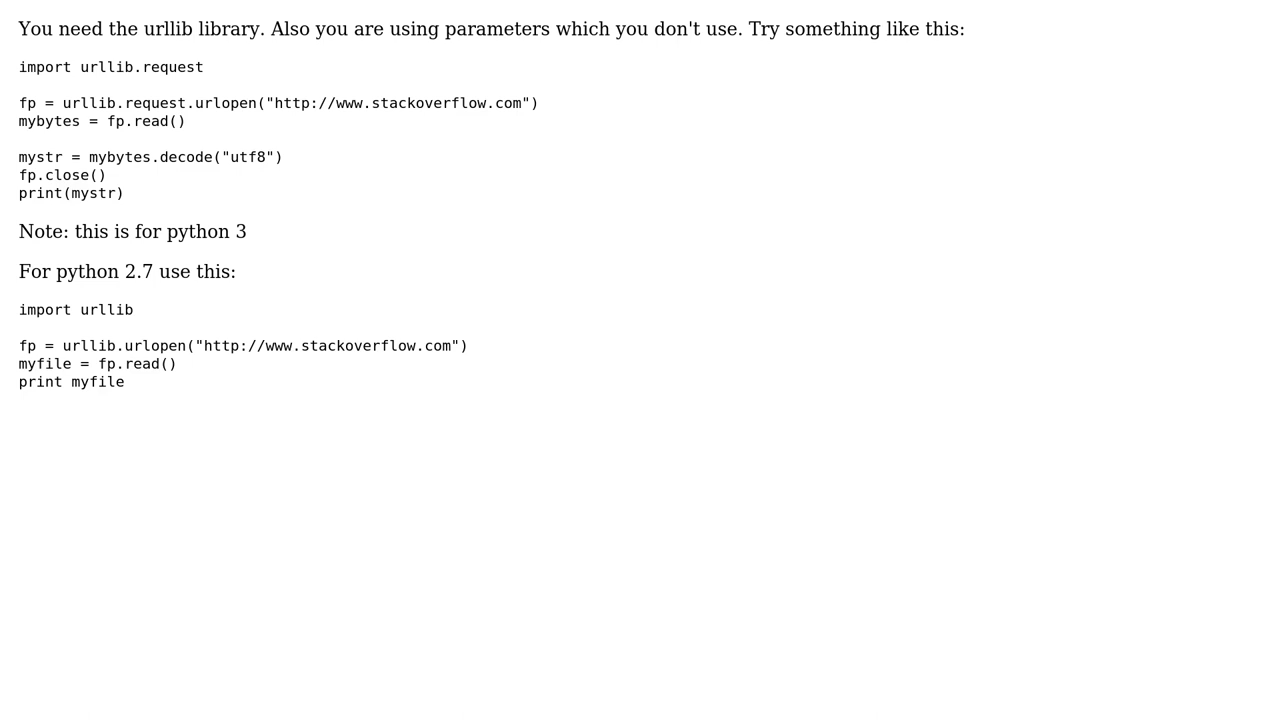 You need the urllib library. Also you are using parameters which you don't use. Try something like this:
import urllib.request
fp = urllib.request.urlopen("http://www.stackoverflow.com")
mybytes = fp.read()
mystr = mybytes.decode("utf8")
fp.close()
print(mystr)
Note: this is for python 3
For python 2.7 use this:
import urllib
fp = urllib.urlopen("http://www.stackoverflow.com")
myfile = fp.read()
print myfile